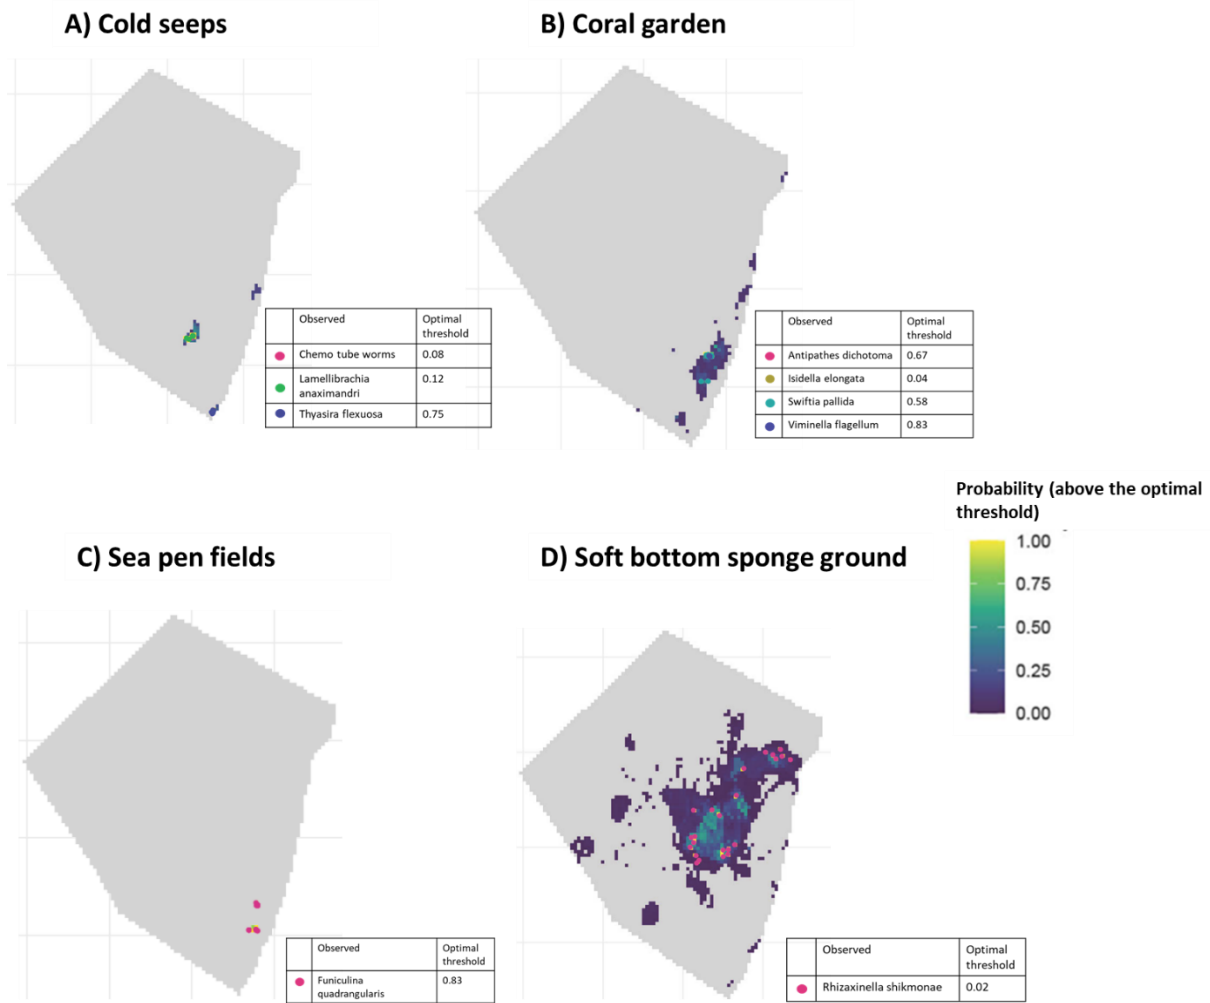 A) Cold seeps
B) Coral garden
Observed Optimal
threshold
Chemo tube worms 0.08
Lamellibrachia 0.12
anaximandri
Thyasira flexuosa 0.75
Observed Optimal
threshold
Antipathes dichotoma 0.67
Isidella elongata 0.04
Swiftia pallida 0.58
Viminella flagellum 0.83
Probability (above the optimal
threshold)
1.00
0.75
0.50
0.25
0.00
C) Sea pen fields
D) Soft bottom sponge ground
Observed Optimal
threshold
Funiculina 0.83
quadrangularis
Observed Optimal
threshold
Rhizaxinella shikmonae 0.02